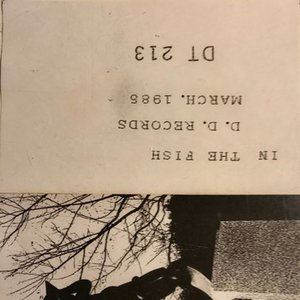 IN THE FISH
D. D. RECORDS
MARCH. 1985
DT 213